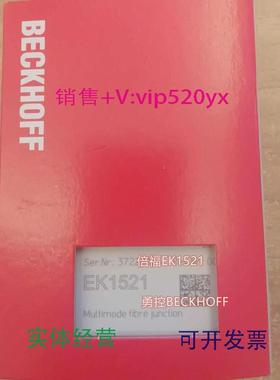 BECKHOFF
销售+V:vip520yx
Ser Nr: 372
倍福EK1521
EK1521
勇控BECKHOFF
Multimode fibre junction
实体经营
可开发票